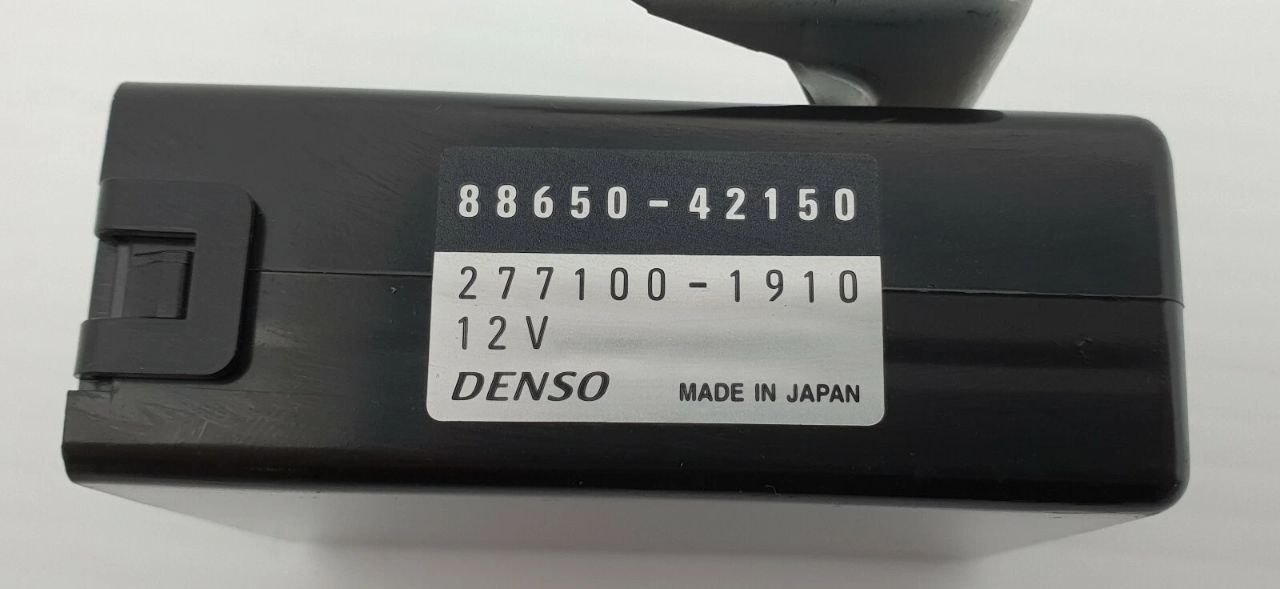 88650-42150
277100-1910
12V
DENSO MADE IN JAPAN